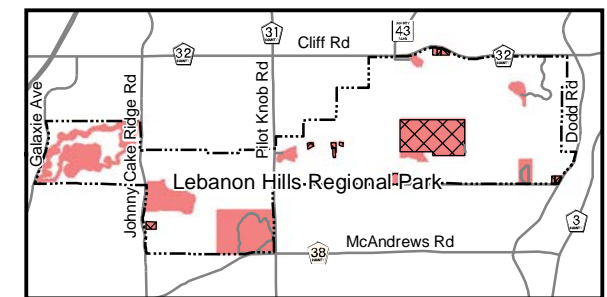 31
43
32
Cliff Rd
32
Galaxie Ave
Johnny Cake Ridge Rd
Pilot Knob Rd
Dodd Rd
Lebanon Hills Regional Park
3
McAndrews Rd
38